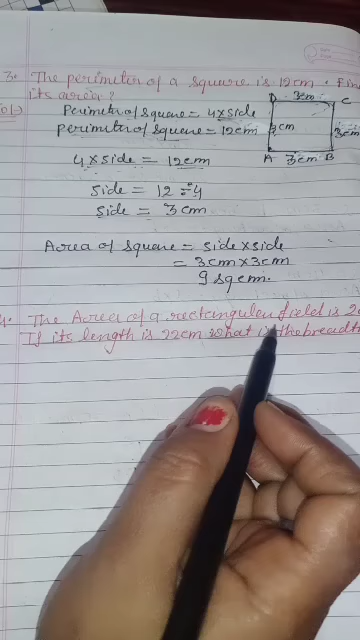 3. The perimeter of a square is 12cm. Find
its area?
Sol.)
Perimeter of square = 4×side
Perimeter of square = 12cm
4×side = 12cm
side = 12÷4
side = 3cm
Area of square = side×side
= 3cm×3cm
9 sqcm.
D 3cm C
3cm 3cm
A 3cm B
4. The Area of a rectangular field is
If its length is 22cm what is the breadth